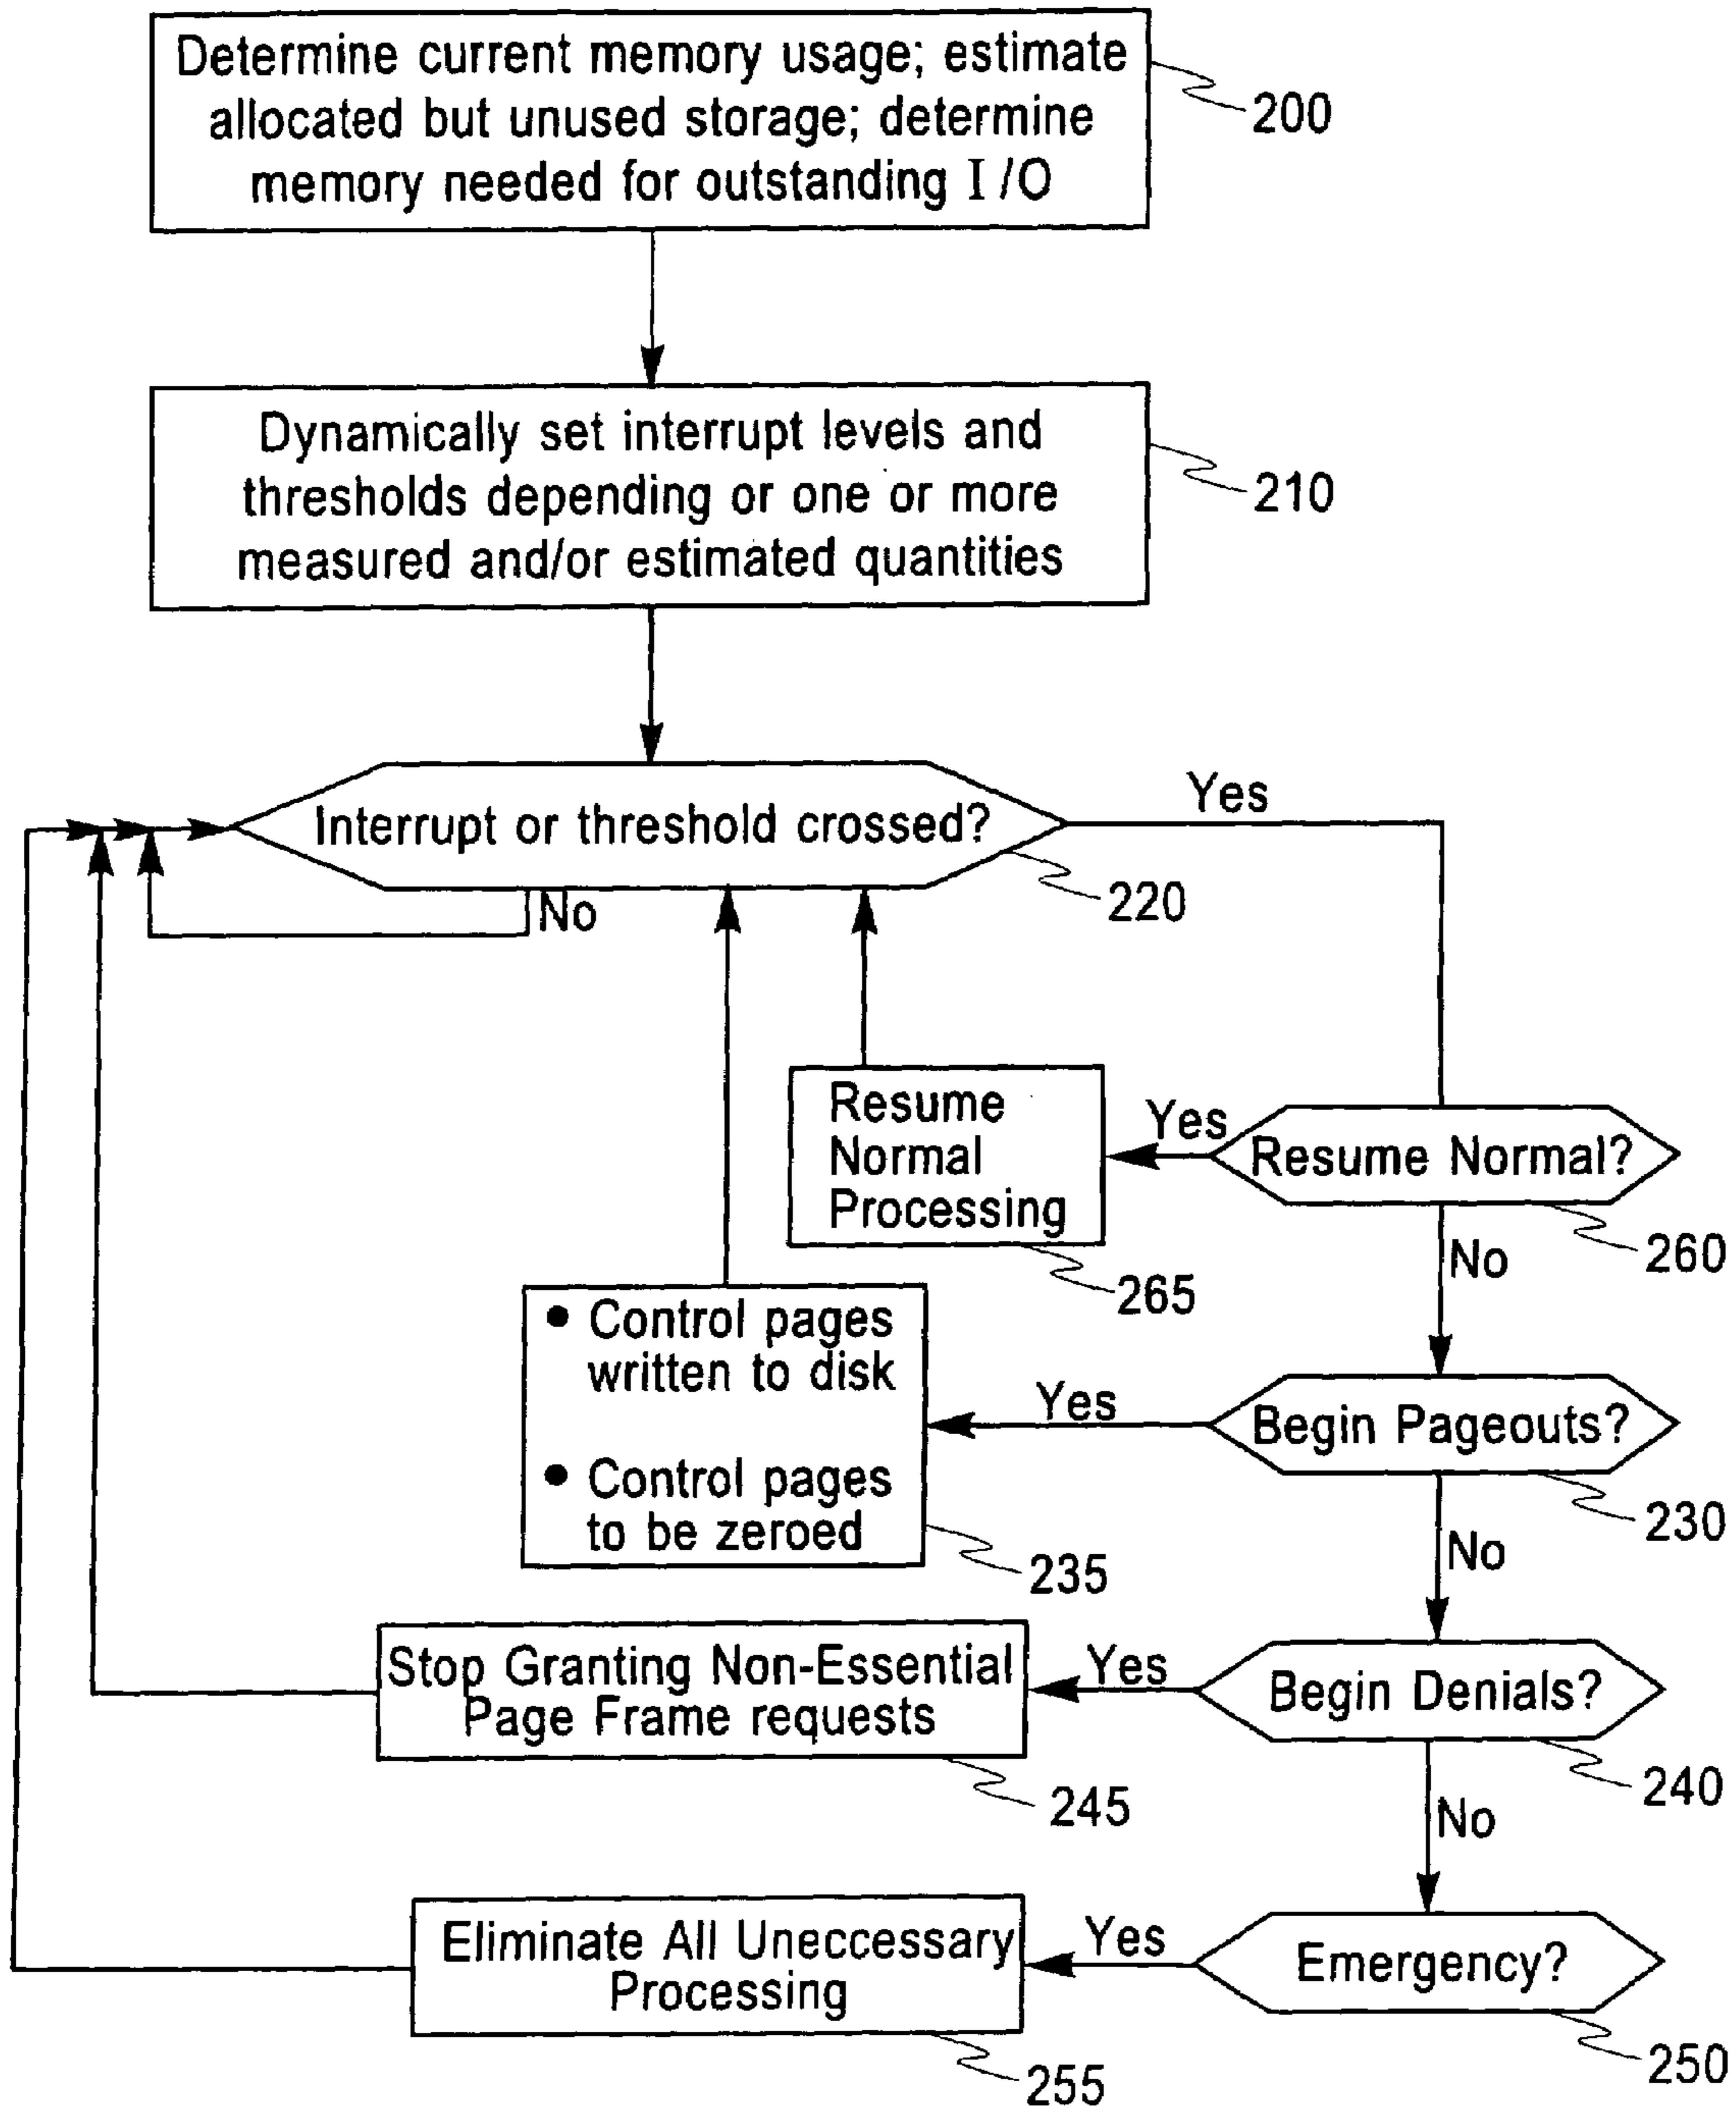 Determine current memory usage; estimate
allocated but unused storage; determine
memory needed for outstanding I/O
200
Dynamically set interrupt levels and
thresholds depending or one or more
measured and/or estimated quantities
210
Interrupt or threshold crossed?
Yes
220
No
Resume
Normal
Processing
Yes
Resume Normal?
265
260
No
• Control pages
written to disk
• Control pages
to be zeroed
Yes
Begin Pageouts?
235
230
No
Stop Granting Non-Essential
Page Frame requests
Yes
Begin Denials?
245
240
No
Eliminate All Uneccessary
Processing
Yes
Emergency?
255
250